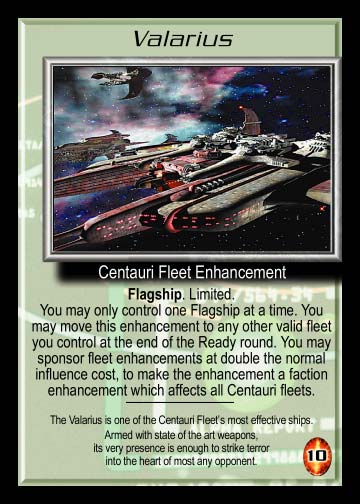 Valarius
Centauri Fleet Enhancement
Flagship. Limited.
You may only control one Flagship at a time. You
may move this enhancement to any other valid fleet
you control at the end of the Ready round. You may
sponsor fleet enhancements at double the normal
influence cost, to make the enhancement a faction
enhancement which affects all Centauri fleets.
The Valarius is one of the Centauri Fleet's most effective ships.
Armed with state of the art weapons,
its very presence is enough to strike terror
into the heart of most any opponent.
10